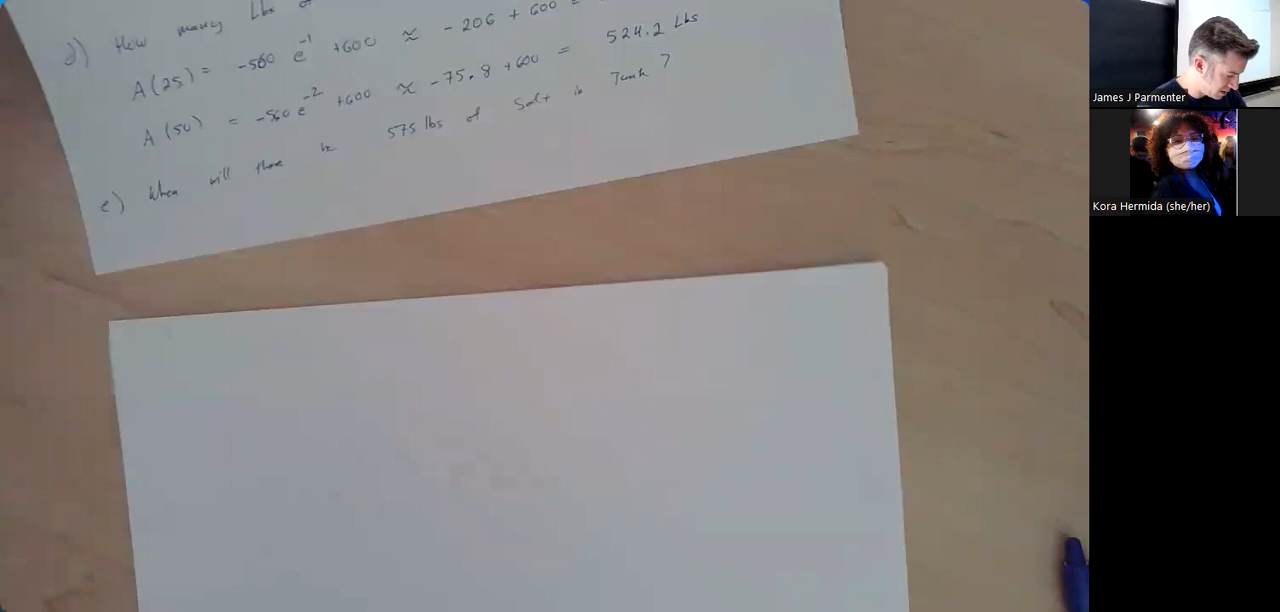 d) How many Lbs
A(25) = -560 e^-1 +600 ≈ -206 + 600 =
A(50) = -560 e^-2 +600 ≈ -75.8 +600 = 524.2 Lbs
e) When will there be 575 lbs of Salt in Tank ?
James J Parmenter
Kora Hermida (she/her)